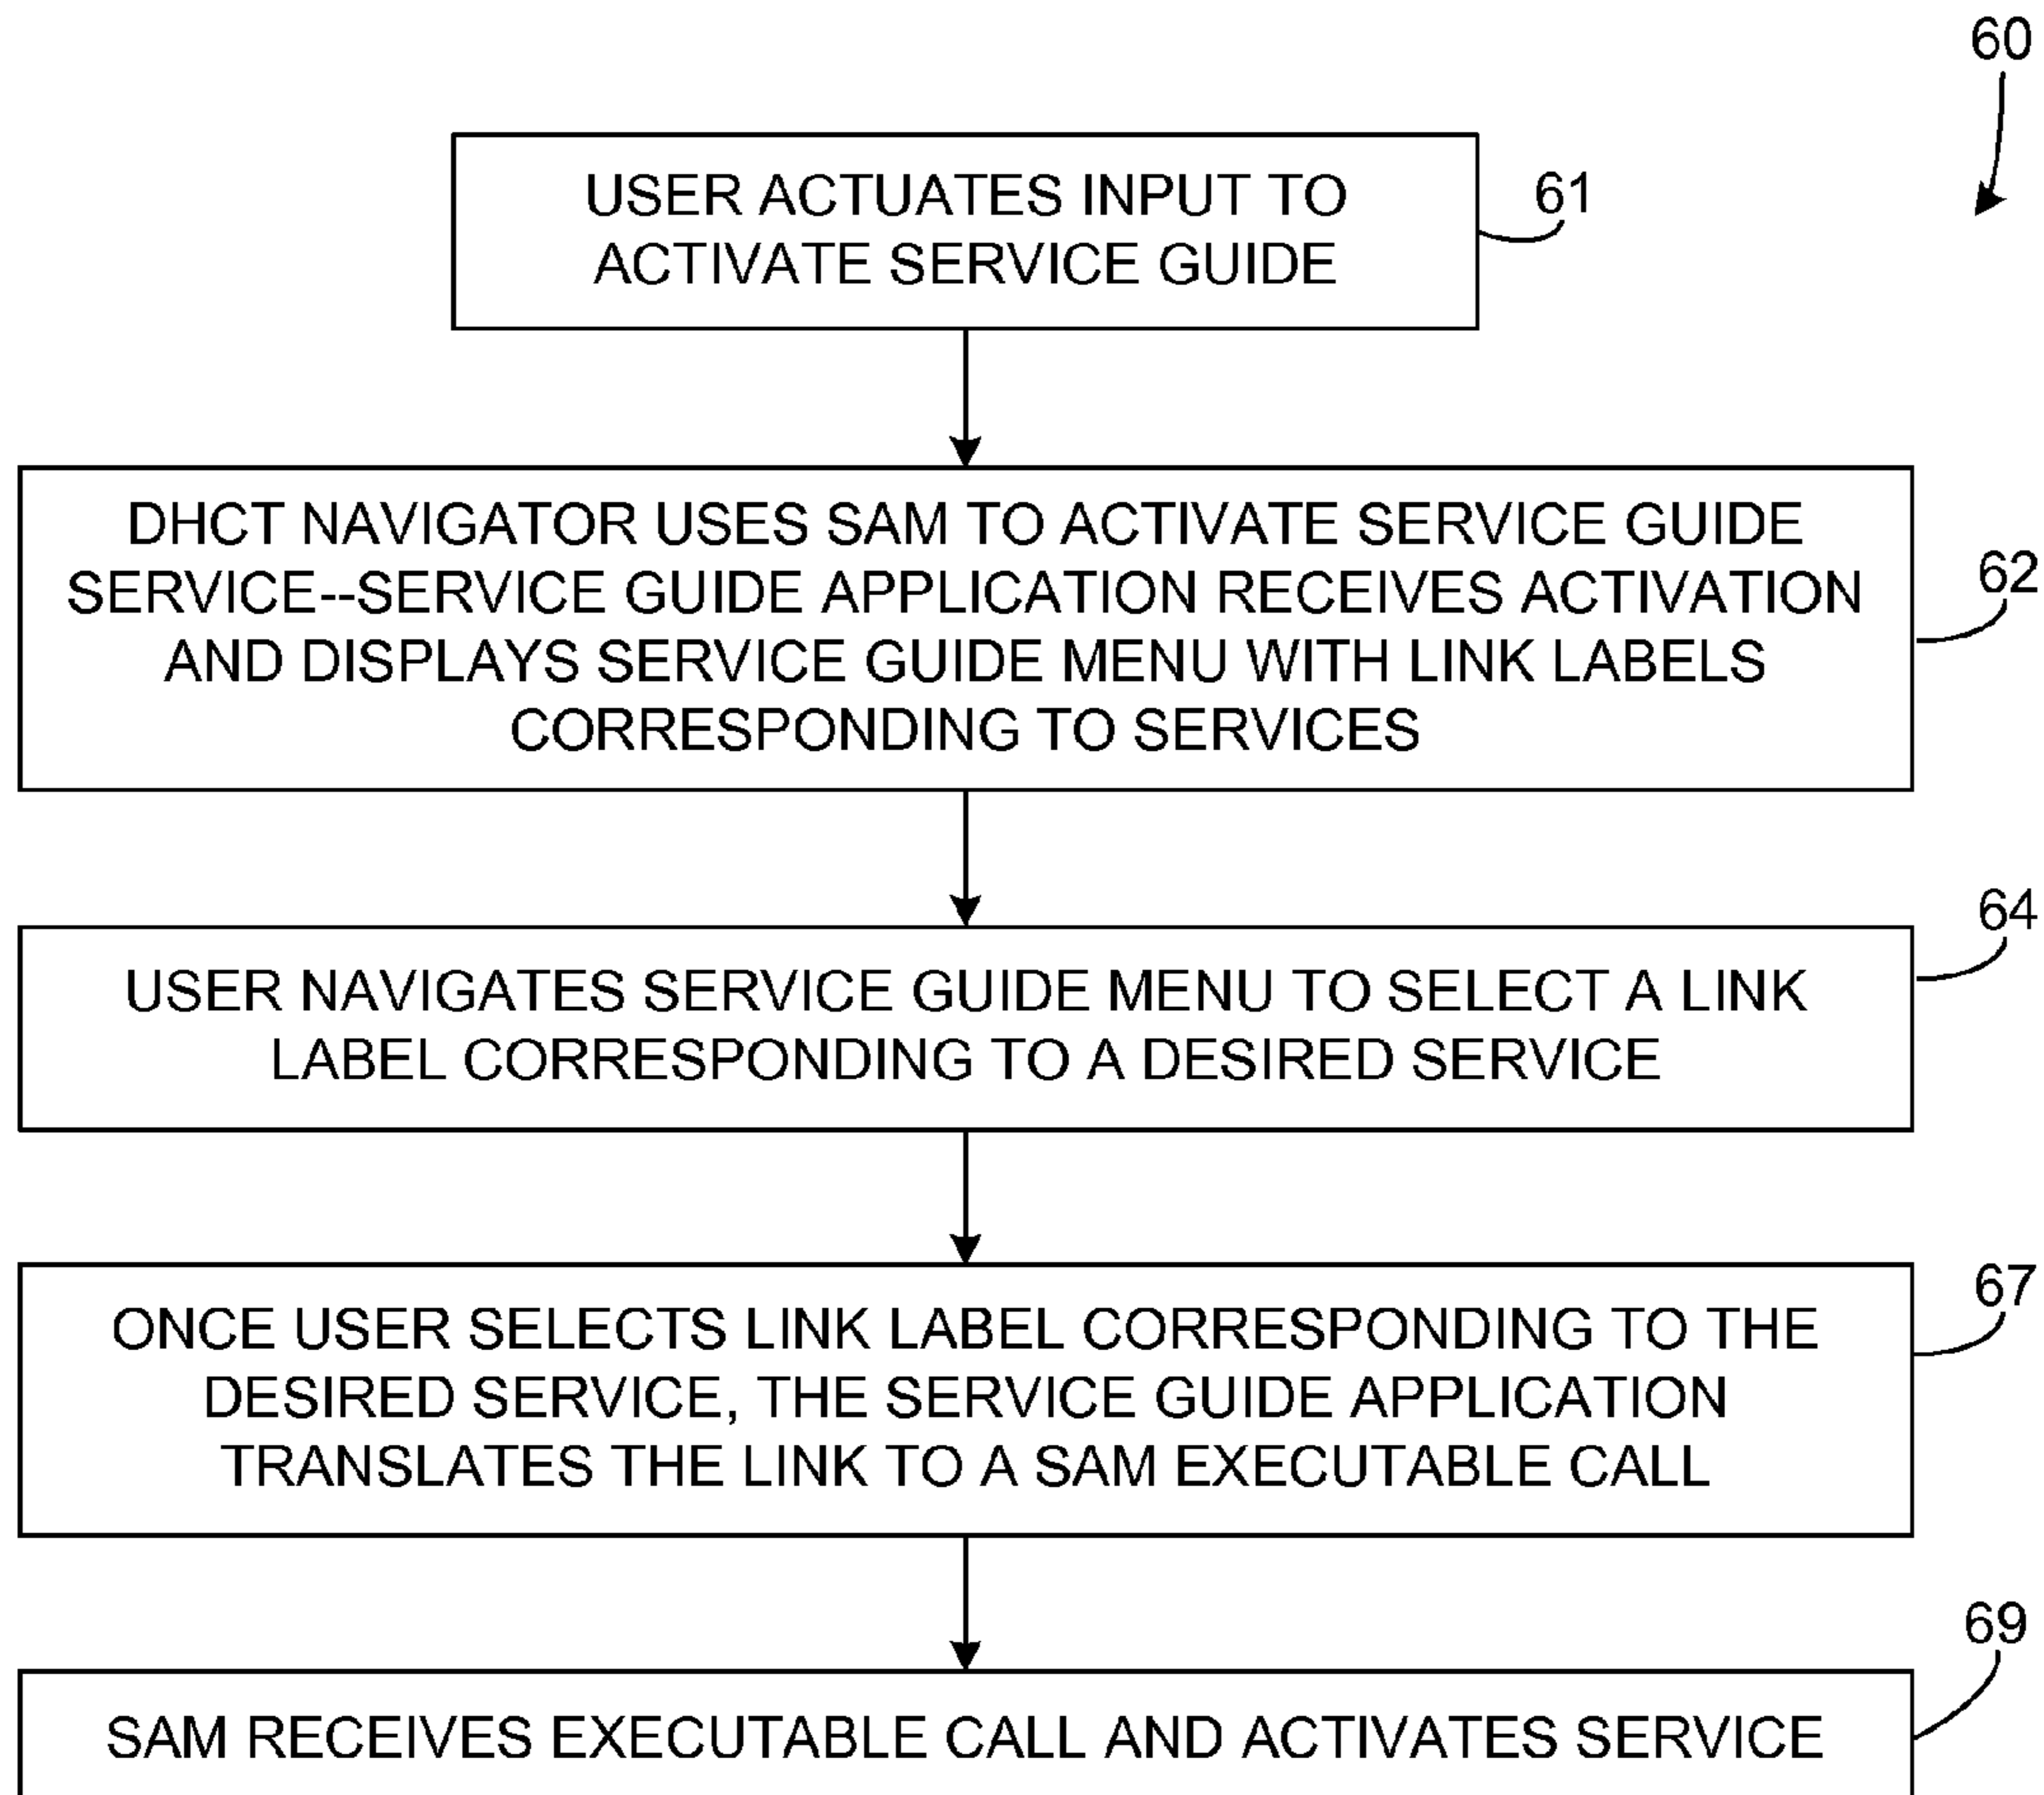 60
USER ACTUATES INPUT TO
ACTIVATE SERVICE GUIDE
61
DHCT NAVIGATOR USES SAM TO ACTIVATE SERVICE GUIDE
SERVICE--SERVICE GUIDE APPLICATION RECEIVES ACTIVATION
AND DISPLAYS SERVICE GUIDE MENU WITH LINK LABELS
CORRESPONDING TO SERVICES
62
USER NAVIGATES SERVICE GUIDE MENU TO SELECT A LINK
LABEL CORRESPONDING TO A DESIRED SERVICE
64
ONCE USER SELECTS LINK LABEL CORRESPONDING TO THE
DESIRED SERVICE, THE SERVICE GUIDE APPLICATION
TRANSLATES THE LINK TO A SAM EXECUTABLE CALL
67
SAM RECEIVES EXECUTABLE CALL AND ACTIVATES SERVICE
69